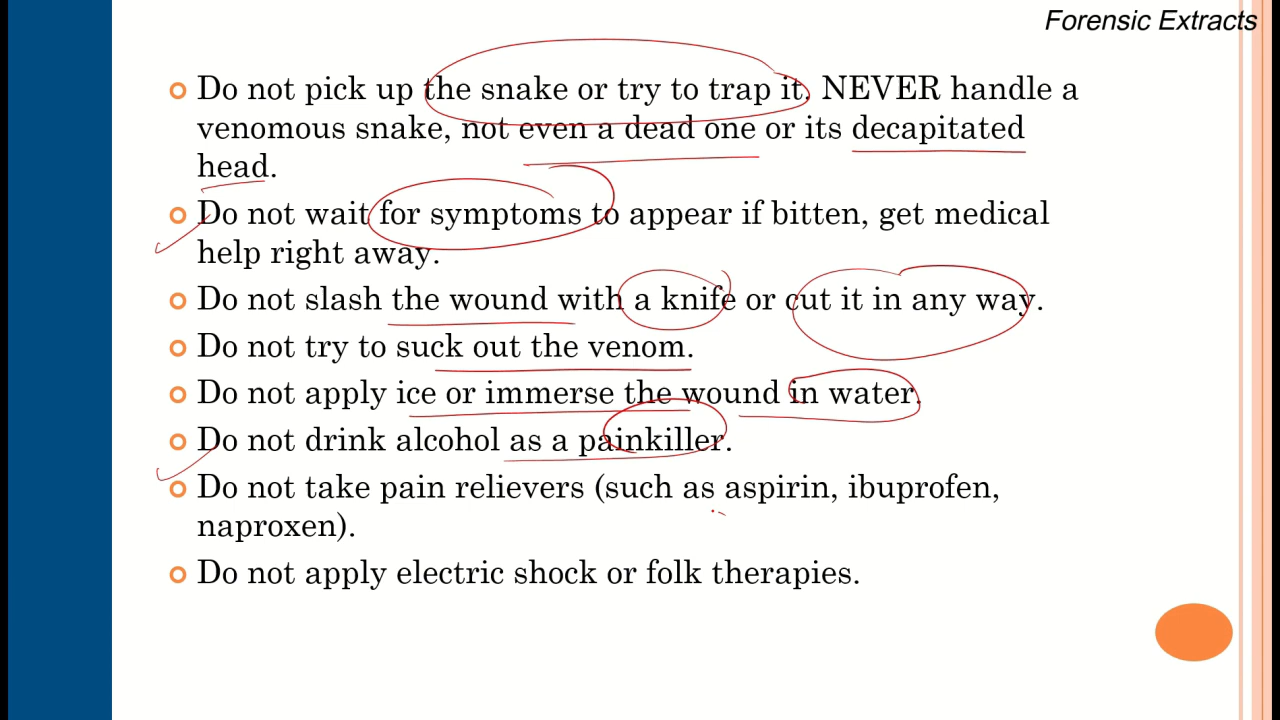 Forensic Extracts
Do not pick up the snake or try to trap it. NEVER handle a
venomous snake, not even a dead one or its decapitated
head.
Do not wait for symptoms to appear if bitten, get medical
help right away.
Do not slash the wound with a knife or cut it in any way.
Do not try to suck out the venom.
Do not apply ice or immerse the wound in water.
Do not drink alcohol as a painkiller.
Do not take pain relievers (such as aspirin, ibuprofen,
naproxen).
Do not apply electric shock or folk therapies.